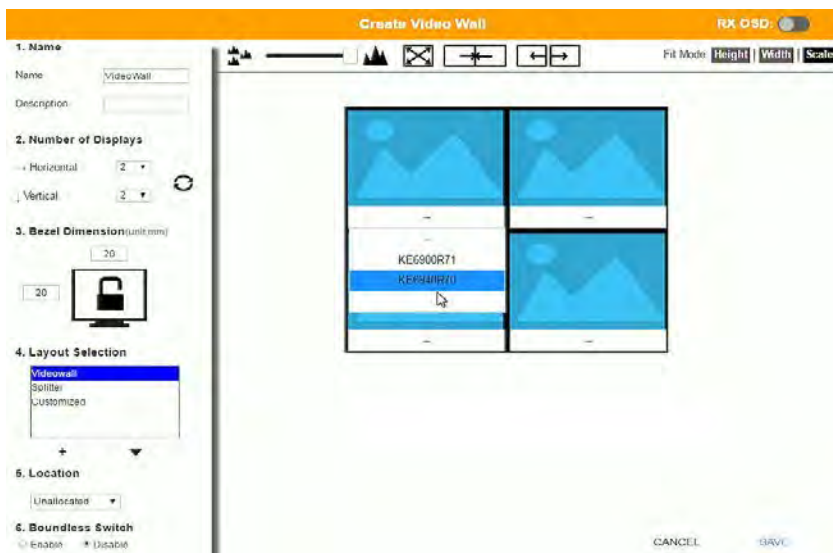 Create Video Wall
RX OSD:
1. Name
Name VideoWall
Description
2. Number of Displays
Horizontal 2
Vertical 2
3. Bezel Dimension(unit:mm)
20
20
4. Layout Selection
Videowall
Splitter
Customized
+
5. Location
Unallocated
6. Boundless Switch
Enable Disable
Fit Mode: Height | Width | Scale
--
--
--
KE6900R71
KE6940R70
--
--
CANCEL SAVE